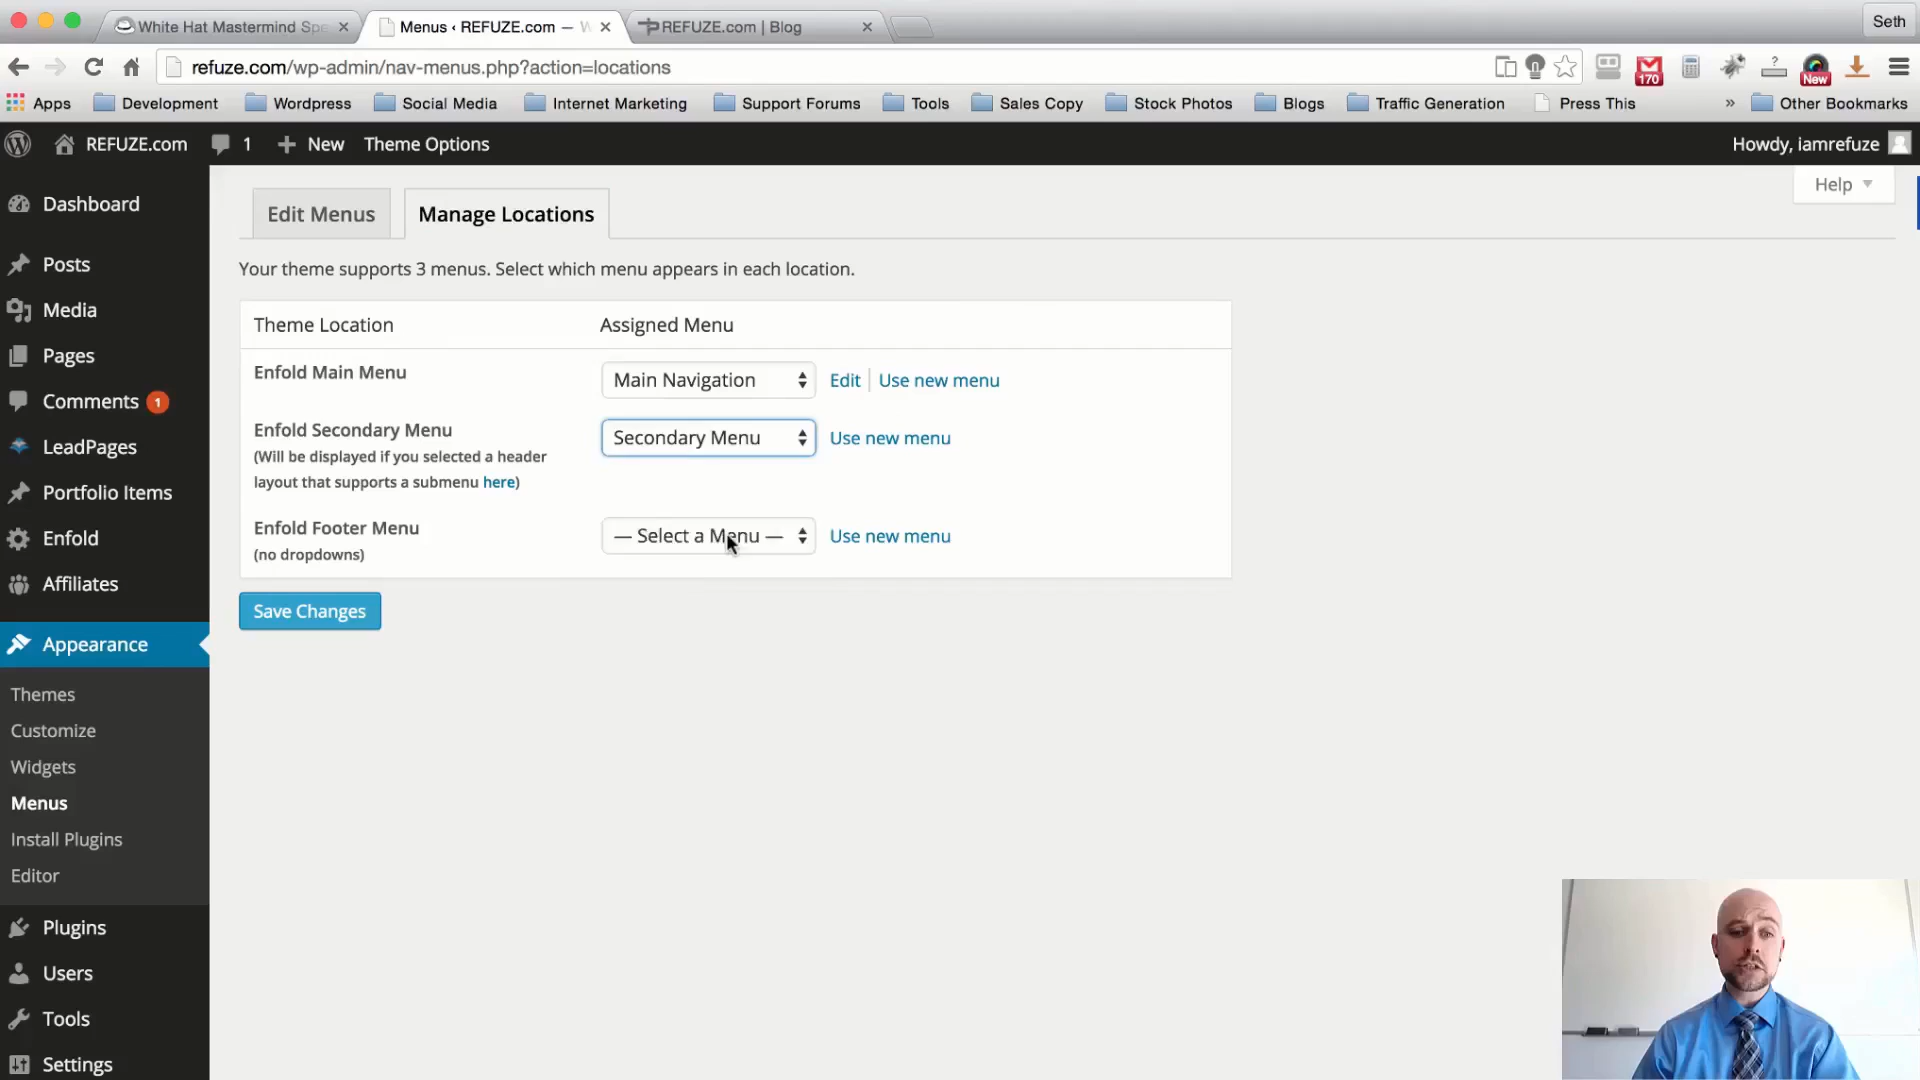 White Hat Mastermind Spe
Menus ‹ REFUZE.com — W
REFUZE.com | Blog
Seth
refuze.com/wp-admin/nav-menus.php?action=locations
170
?
New
Apps
Development
Wordpress
Social Media
Internet Marketing
Support Forums
Tools
Sales Copy
Stock Photos
Blogs
Traffic Generation
Press This
»
Other Bookmarks
REFUZE.com
1
New
Theme Options
Howdy, iamrefuze
Dashboard
Posts
Media
Pages
Comments 1
LeadPages
Portfolio Items
Enfold
Affiliates
Appearance
Themes
Customize
Widgets
Menus
Install Plugins
Editor
Plugins
Users
Tools
Settings
Edit Menus
Manage Locations
Help
Your theme supports 3 menus. Select which menu appears in each location.
Theme Location
Assigned Menu
Enfold Main Menu
Main Navigation
Edit | Use new menu
Enfold Secondary Menu
(Will be displayed if you selected a header
layout that supports a submenu here)
Secondary Menu
Use new menu
Enfold Footer Menu
(no dropdowns)
— Select a Menu —
Use new menu
Save Changes